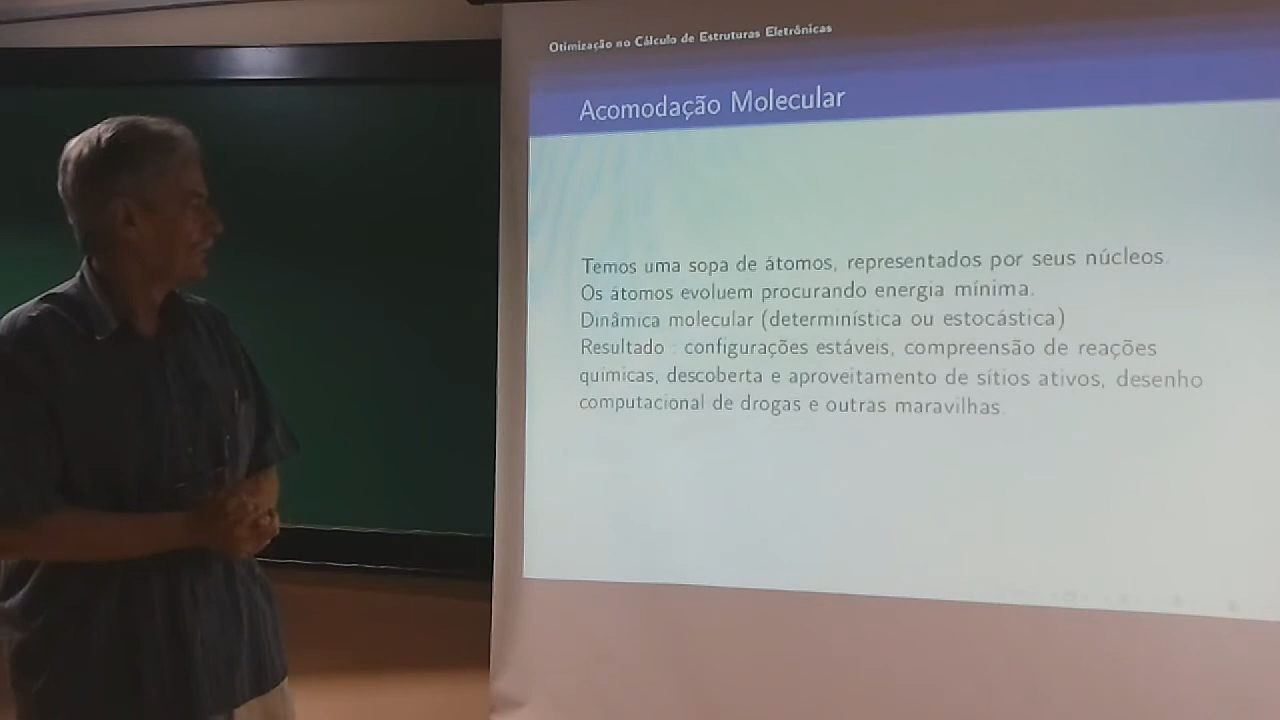 Otimização no Cálculo de Estruturas Eletrônicas
Acomodação Molecular
Temos uma sopa de átomos, representados por seus núcleos.
Os átomos evoluem procurando energia mínima.
Dinâmica molecular (determinística ou estocástica)
Resultado : configurações estáveis, compreensão de reações
químicas, descoberta e aproveitamento de sítios ativos, desenho
computacional de drogas e outras maravilhas.